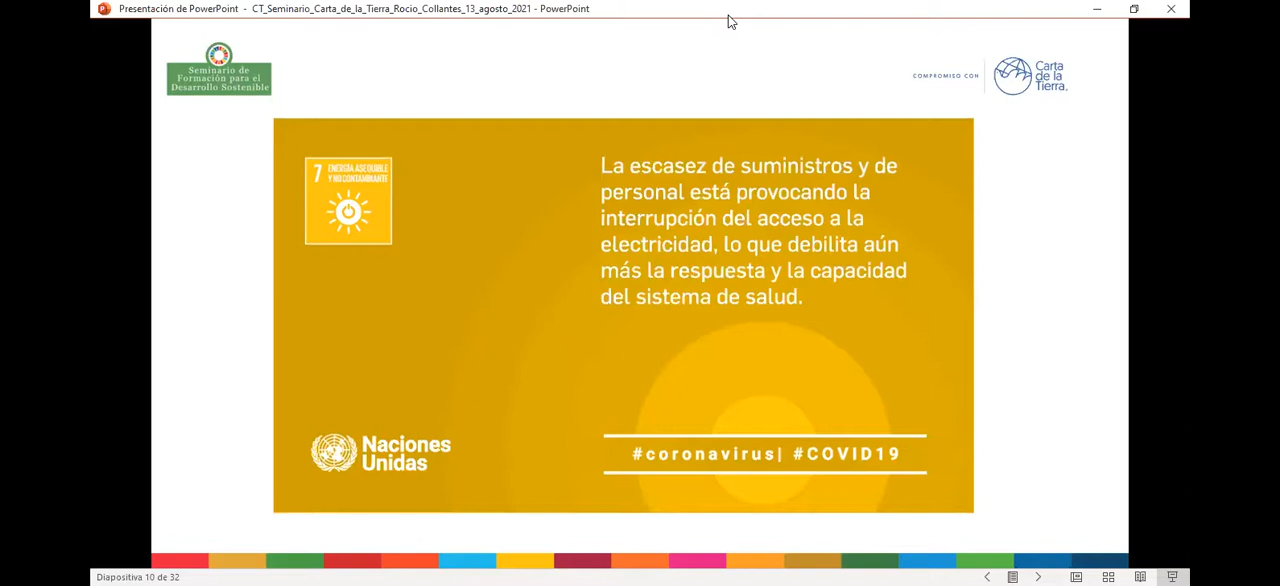 Presentación de PowerPoint - CT_Seminario_Carta_de_la_Tierra_Rocio_Collantes_13_agosto_2021 - PowerPoint
Seminario de
Formación para el
Desarrollo Sostenible
COMPROMISO CON
Carta
de la
Tierra.
7 ENERGÍA ASEQUIBLE
Y NO CONTAMINANTE
La escasez de suministros y de
personal está provocando la
interrupción del acceso a la
electricidad, lo que debilita aún
más la respuesta y la capacidad
del sistema de salud.
Naciones
Unidas
#coronavirus| #COVID19
Diapositiva 10 de 32